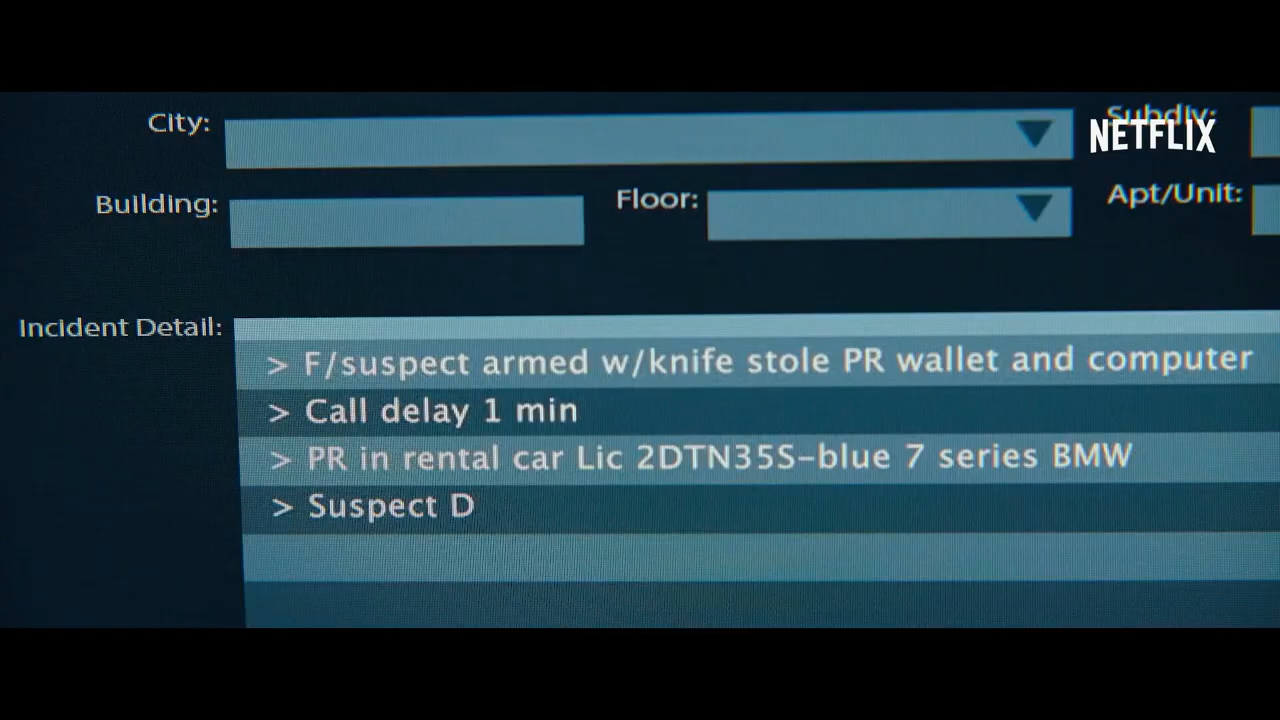 City:
Subdiv:
NETFLIX
Building:
Floor:
Apt/Unit:
Incident Detail:
> F/suspect armed w/knife stole PR wallet and computer
> Call delay 1 min
> PR in rental car Lic 2DTN35S-blue 7 series BMW
> Suspect D